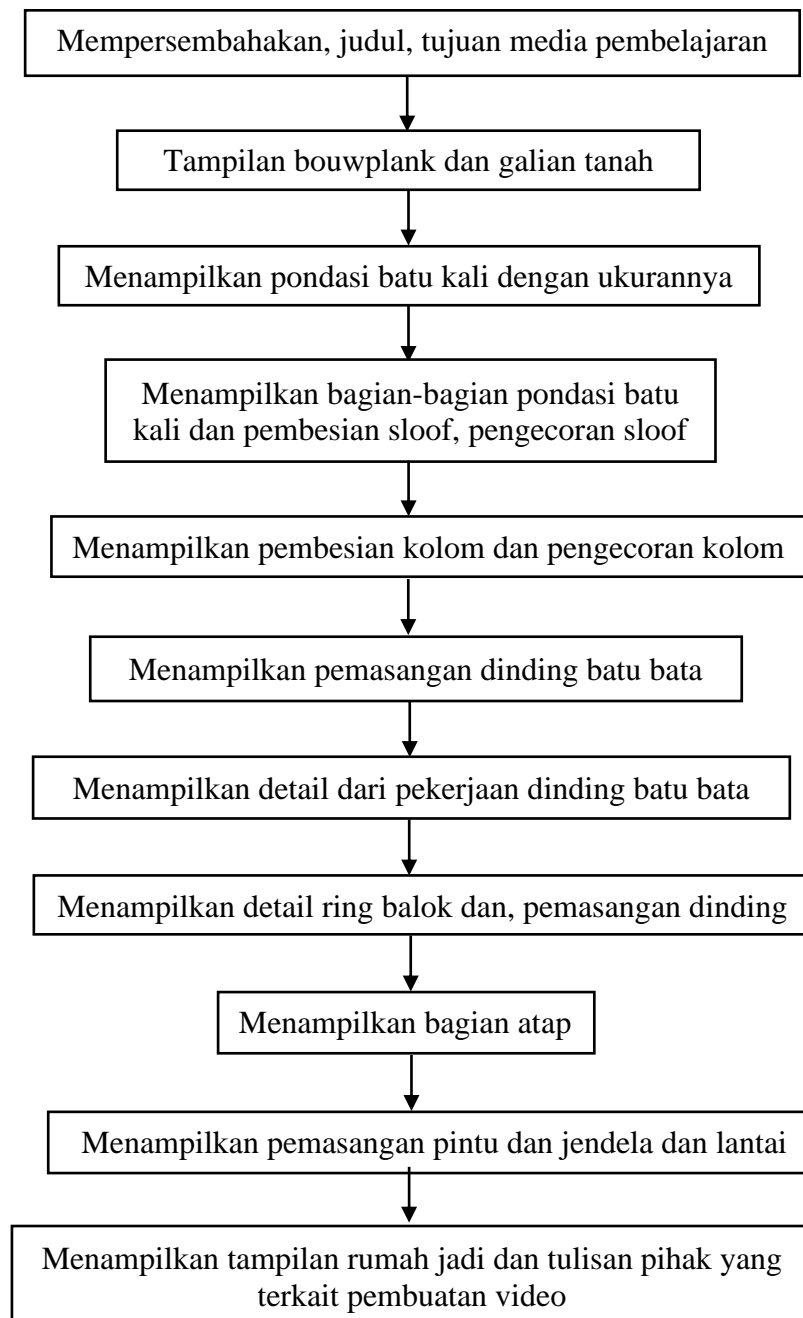 Mempersembahakan, judul, tujuan media pembelajaran
Tampilan bouwplank dan galian tanah
Menampilkan pondasi batu kali dengan ukurannya
Menampilkan bagian-bagian pondasi batu
kali dan pembesian sloof, pengecoran sloof
Menampilkan pembesian kolom dan pengecoran kolom
Menampilkan pemasangan dinding batu bata
Menampilkan detail dari pekerjaan dinding batu bata
Menampilkan detail ring balok dan, pemasangan dinding
Menampilkan bagian atap
Menampilkan pemasangan pintu dan jendela dan lantai
Menampilkan tampilan rumah jadi dan tulisan pihak yang
terkait pembuatan video